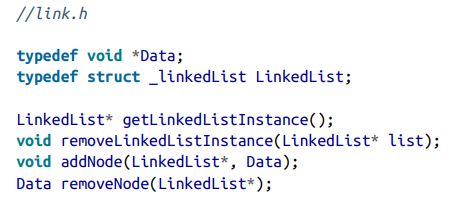 //link.h
typedef void *Data;
typedef struct _linkedList LinkedList;
LinkedList* getLinkedListInstance();
void removeLinkedListInstance(LinkedList* list);
void addNode(LinkedList*, Data);
Data removeNode(LinkedList*);